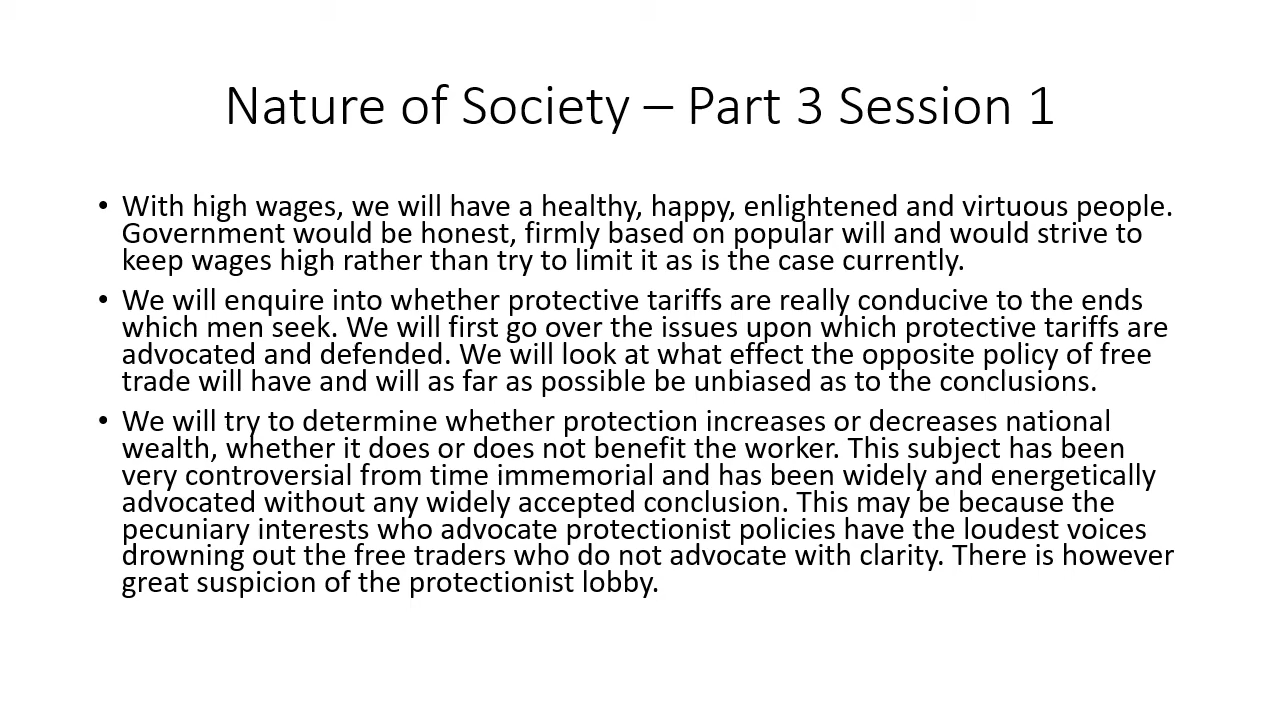 Nature of Society – Part 3 Session 1
• With high wages, we will have a healthy, happy, enlightened and virtuous people.
Government would be honest, firmly based on popular will and would strive to
keep wages high rather than try to limit it as is the case currently.
• We will enquire into whether protective tariffs are really conducive to the ends
which men seek. We will first go over the issues upon which protective tariffs are
advocated and defended. We will look at what effect the opposite policy of free
trade will have and will as far as possible be unbiased as to the conclusions.
• We will try to determine whether protection increases or decreases national
wealth, whether it does or does not benefit the worker. This subject has been
very controversial from time immemorial and has been widely and energetically
advocated without any widely accepted conclusion. This may be because the
pecuniary interests who advocate protectionist policies have the loudest voices
drowning out the free traders who do not advocate with clarity. There is however
great suspicion of the protectionist lobby.